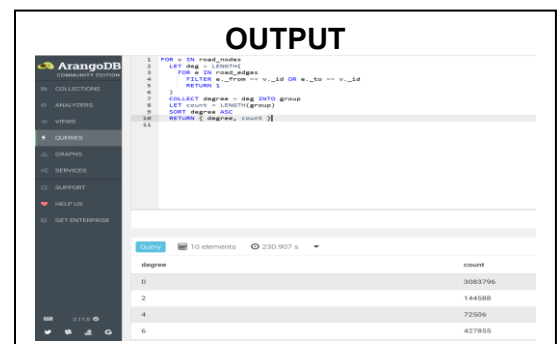 OUTPUT
ArangoDB
COMMUNITY EDITION
COLLECTIONS
ANALYZERS
VIEWS
QUERIES
GRAPHS
SERVICES
SUPPORT
HELP US
GET ENTERPRISE
3.11.8
1 FOR v IN road_nodes
2 LET deg = LENGTH(
3 FOR e IN road_edges
4 FILTER e._from == v._id OR e._to == v._id
5 RETURN 1
6 )
7 COLLECT degree = deg INTO group
8 LET count = LENGTH(group)
9 SORT degree ASC
10 RETURN { degree, count }
11
Query 10 elements 230.907 s
degree count
0 3083796
2 144588
4 72506
6 427855